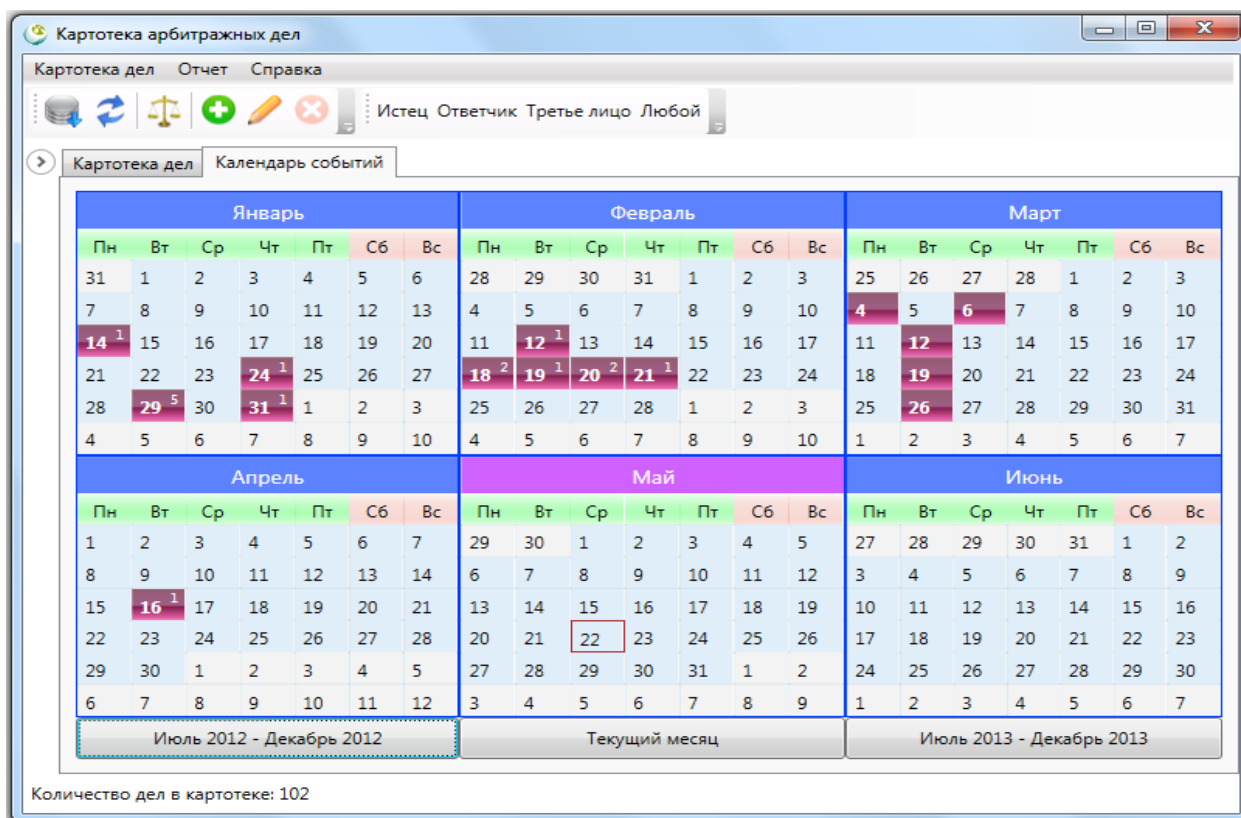 Картотека арбитражных дел
Картотека дел Отчет Справка
Истец Ответчик Третье лицо Любой
Картотека дел Календарь событий
Январь Февраль Март
Пн Вт Ср Чт Пт Сб Вс Пн Вт Ср Чт Пт Сб Вс Пн Вт Ср Чт Пт Сб Вс
31 1 2 3 4 5 6 28 29 30 31 1 2 3 25 26 27 28 1 2 3
7 8 9 10 11 12 13 4 5 6 7 8 9 10 4 5 6 7 8 9 10
14 1 15 16 17 18 19 20 11 12 1 13 14 15 16 17 11 12 13 14 15 16 17
21 22 23 24 1 25 26 27 18 2 19 1 20 2 21 1 22 23 24 18 19 20 21 22 23 24
28 29 5 30 31 1 1 2 3 25 26 27 28 1 2 3 25 26 27 28 29 30 31
4 5 6 7 8 9 10 4 5 6 7 8 9 10 1 2 3 4 5 6 7
Апрель Май Июнь
Пн Вт Ср Чт Пт Сб Вс Пн Вт Ср Чт Пт Сб Вс Пн Вт Ср Чт Пт Сб Вс
1 2 3 4 5 6 7 29 30 1 2 3 4 5 27 28 29 30 31 1 2
8 9 10 11 12 13 14 6 7 8 9 10 11 12 3 4 5 6 7 8 9
15 16 1 17 18 19 20 21 13 14 15 16 17 18 19 10 11 12 13 14 15 16
22 23 24 25 26 27 28 20 21 22 23 24 25 26 17 18 19 20 21 22 23
29 30 1 2 3 4 5 27 28 29 30 31 1 2 24 25 26 27 28 29 30
6 7 8 9 10 11 12 3 4 5 6 7 8 9 1 2 3 4 5 6 7
Июль 2012 - Декабрь 2012 Текущий месяц Июль 2013 - Декабрь 2013
Количество дел в картотеке: 102